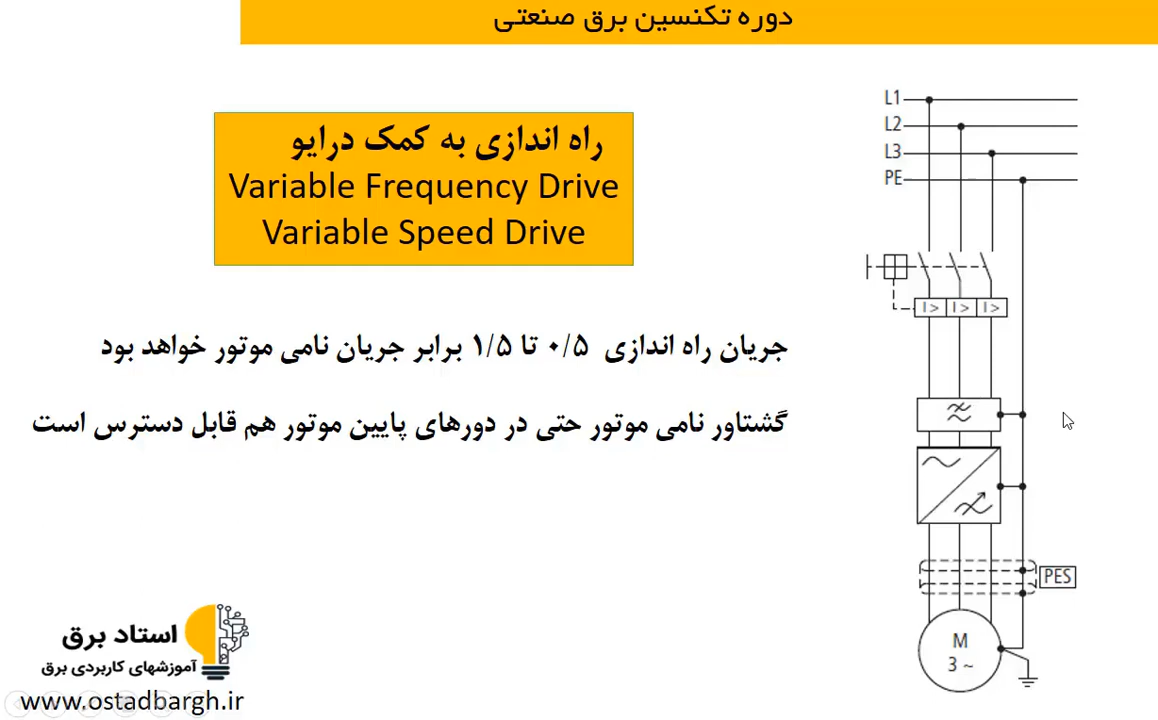 دوره تکنسین برق صنعتی
راه اندازی به کمک درایو
Variable Frequency Drive
Variable Speed Drive
جریان راه اندازی ۰/۵ تا ۱/۵ برابر جریان نامی موتور خواهد بود
گشتاور نامی موتور حتی در دورهای پایین موتور هم قابل دسترس است
L1
L2
L3
PE
I > I > I >
PES
M
3 ~
استاد برق
آموزشهای کاربردی برق
www.ostadbargh.ir